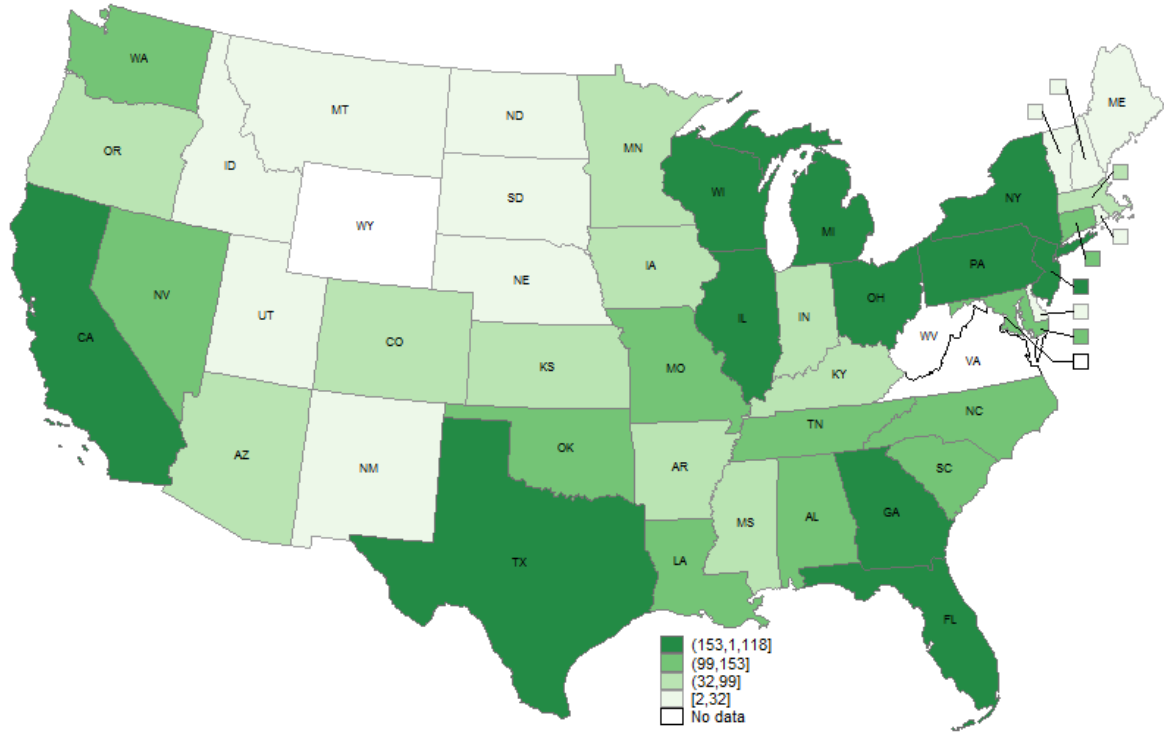 WA
MT
ND
ME
MN
OR
ID
WI
SD
NY
WY
MI
IA
PA
NE
NV
OH
UT
IL
IN
CA
CO
WV
VA
KS
MO
KY
NC
TN
OK
AZ
NM
AR
SC
GA
MS
AL
LA
TX
FL
(153,1,118]
(99,153]
(32,99]
[2,32]
No data